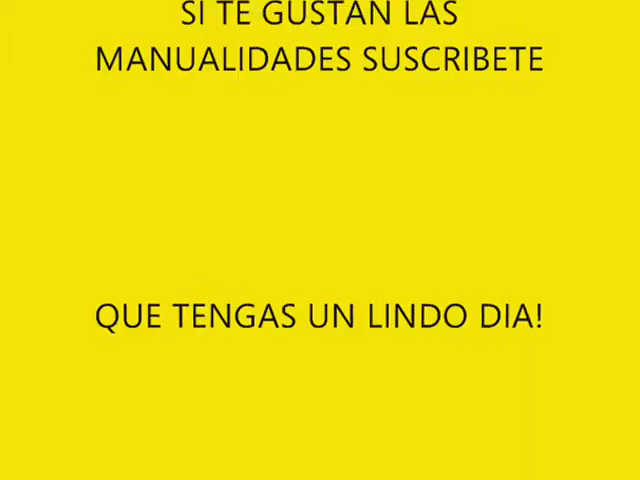 SI TE GUSTAN LAS
MANUALIDADES SUSCRIBETE
QUE TENGAS UN LINDO DIA!